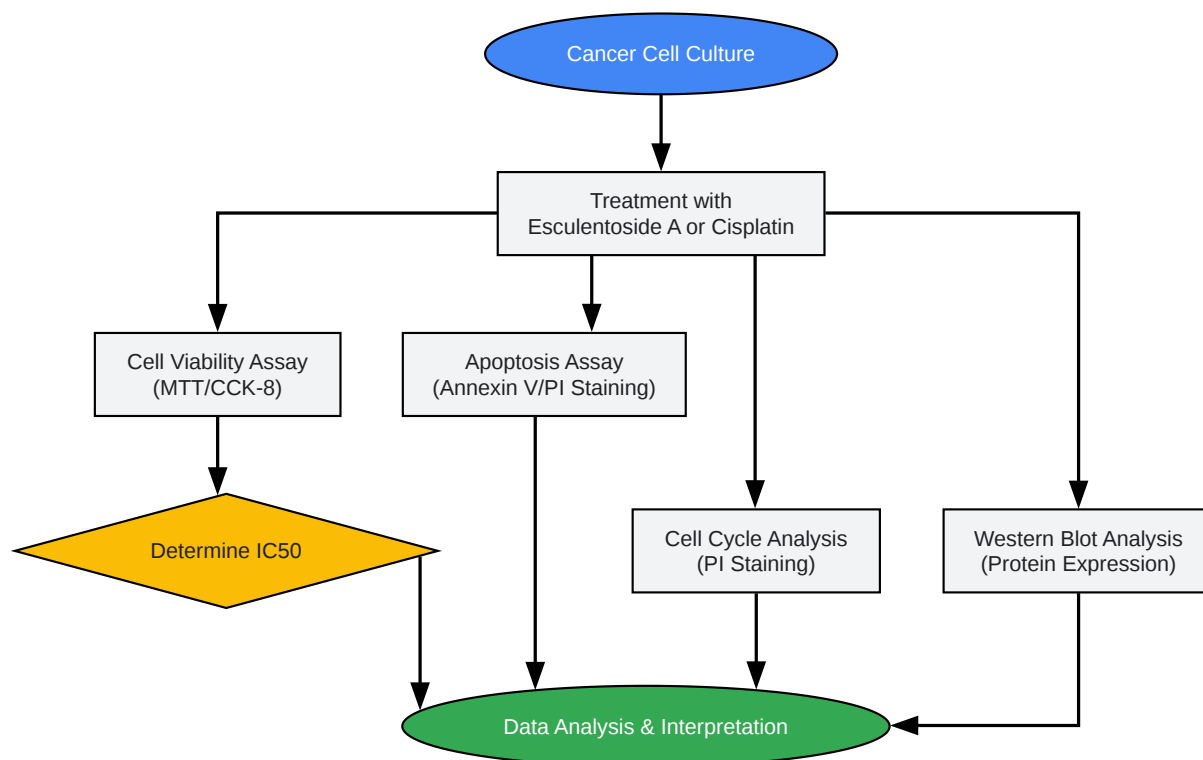 Cancer Cell Culture
Treatment with
Esculentoside A or Cisplatin
Cell Viability Assay
(MTT/CCK-8)
Apoptosis Assay
(Annexin V/PI Staining)
Determine IC50
Cell Cycle Analysis
(PI Staining)
Western Blot Analysis
(Protein Expression)
Data Analysis & Interpretation